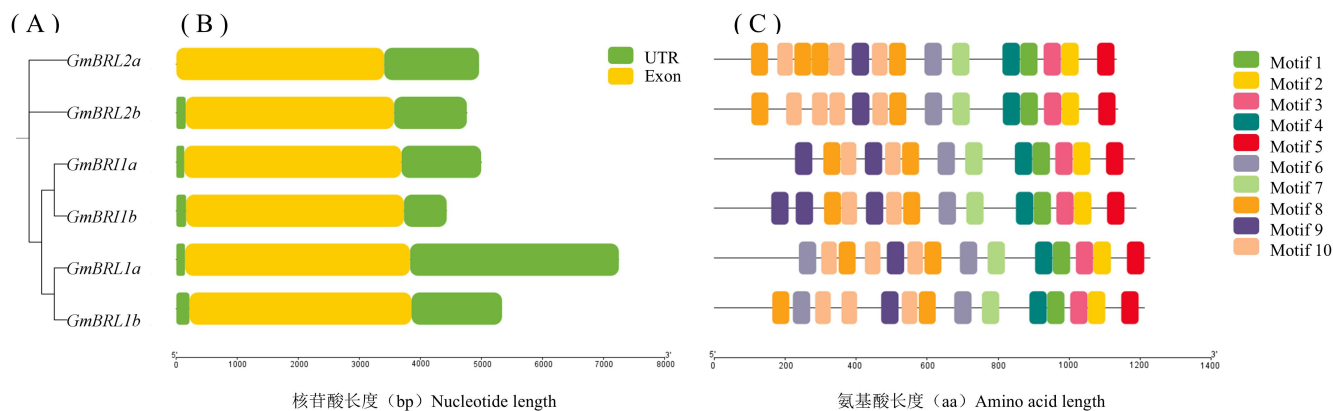 ( A )
( B )
( C )
GmBRL2a
GmBRL2b
GmBRI1a
GmBRI1b
GmBRL1a
GmBRL1b
UTR
Exon
Motif 1
Motif 2
Motif 3
Motif 4
Motif 5
Motif 6
Motif 7
Motif 8
Motif 9
Motif 10
5' 3'
0 1000 2000 3000 4000 5000 6000 7000 8000
核苷酸长度（bp）Nucleotide length
5' 3'
0 200 400 600 800 1000 1200 1400
氨基酸长度（aa）Amino acid length